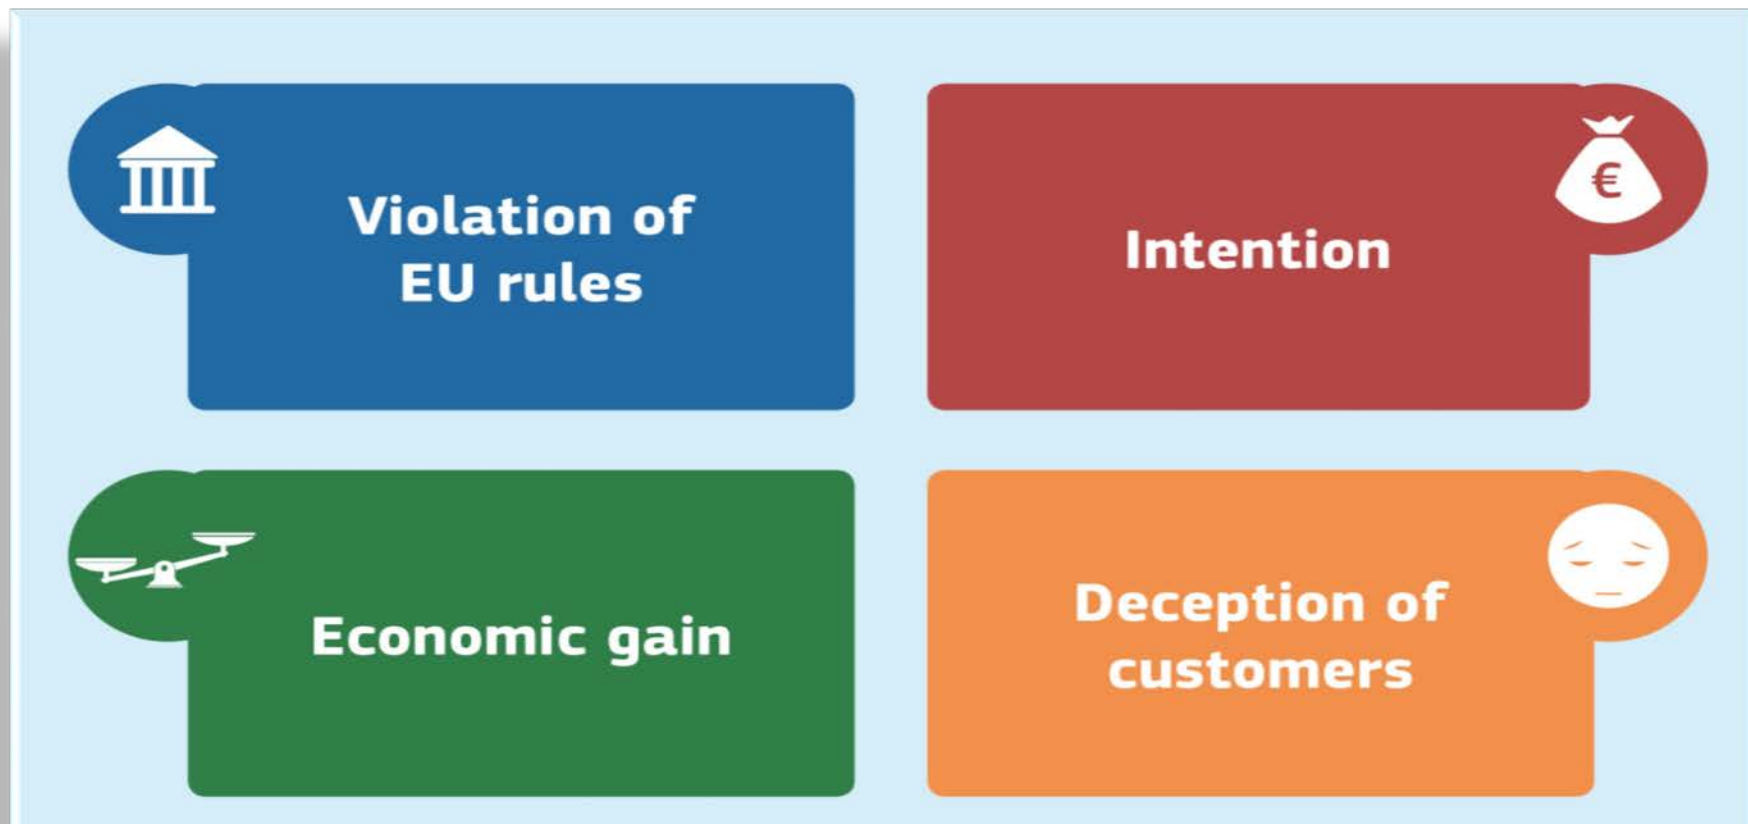 Violation of
EU rules
Intention
€
Economic gain
Deception of
customers